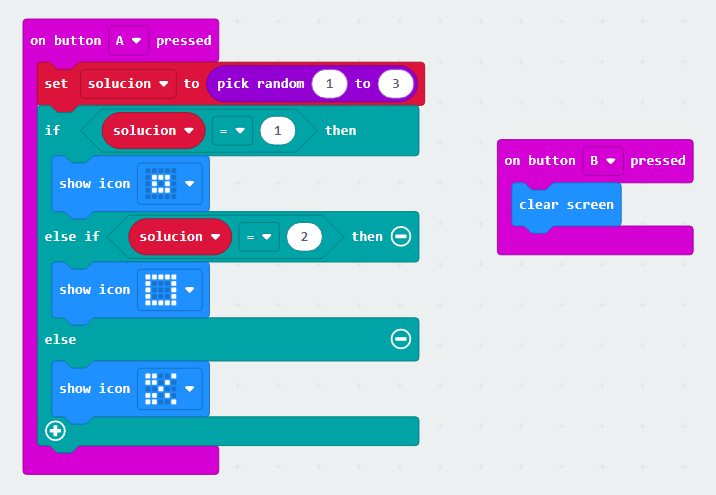 on button A pressed
set solucion to pick random 1 to 3
if solucion = 1 then
show icon
else if solucion = 2 then
show icon
else
show icon
on button B pressed
clear screen